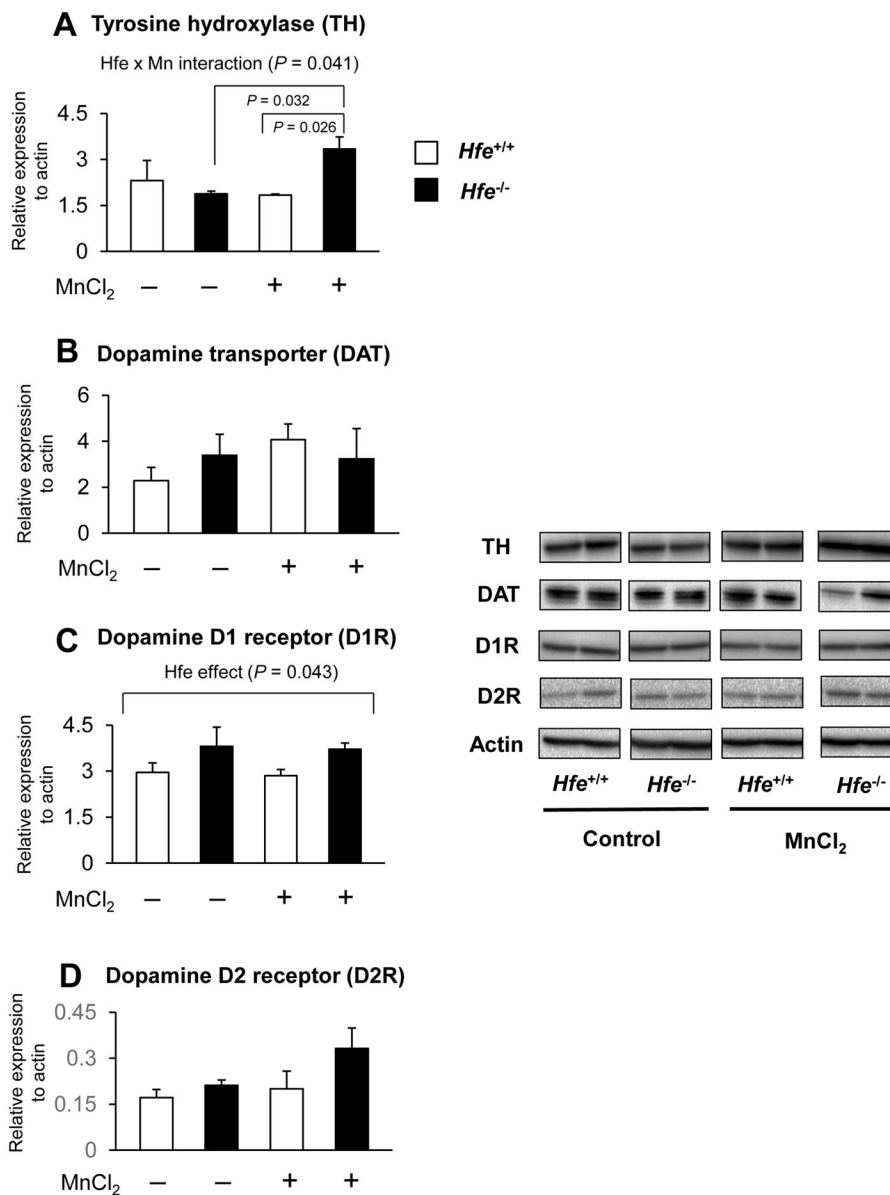 A Tyrosine hydroxylase (TH)
Hfe x Mn interaction (P = 0.041)
P = 0.032
P = 0.026
Relative expression
to actin
4.5
3
1.5
0
MnCl₂ – – + +
Hfe⁺/⁺
Hfe⁻/⁻
B Dopamine transporter (DAT)
Relative expression
to actin
6
4
2
0
MnCl₂ – – + +
C Dopamine D1 receptor (D1R)
Hfe effect (P = 0.043)
Relative expression
to actin
4.5
3
1.5
0
MnCl₂ – – + +
D Dopamine D2 receptor (D2R)
Relative expression
to actin
0.45
0.3
0.15
0
MnCl₂ – – + +
TH
DAT
D1R
D2R
Actin
Hfe⁺/⁺ Hfe⁻/⁻ Hfe⁺/⁺ Hfe⁻/⁻
Control MnCl₂